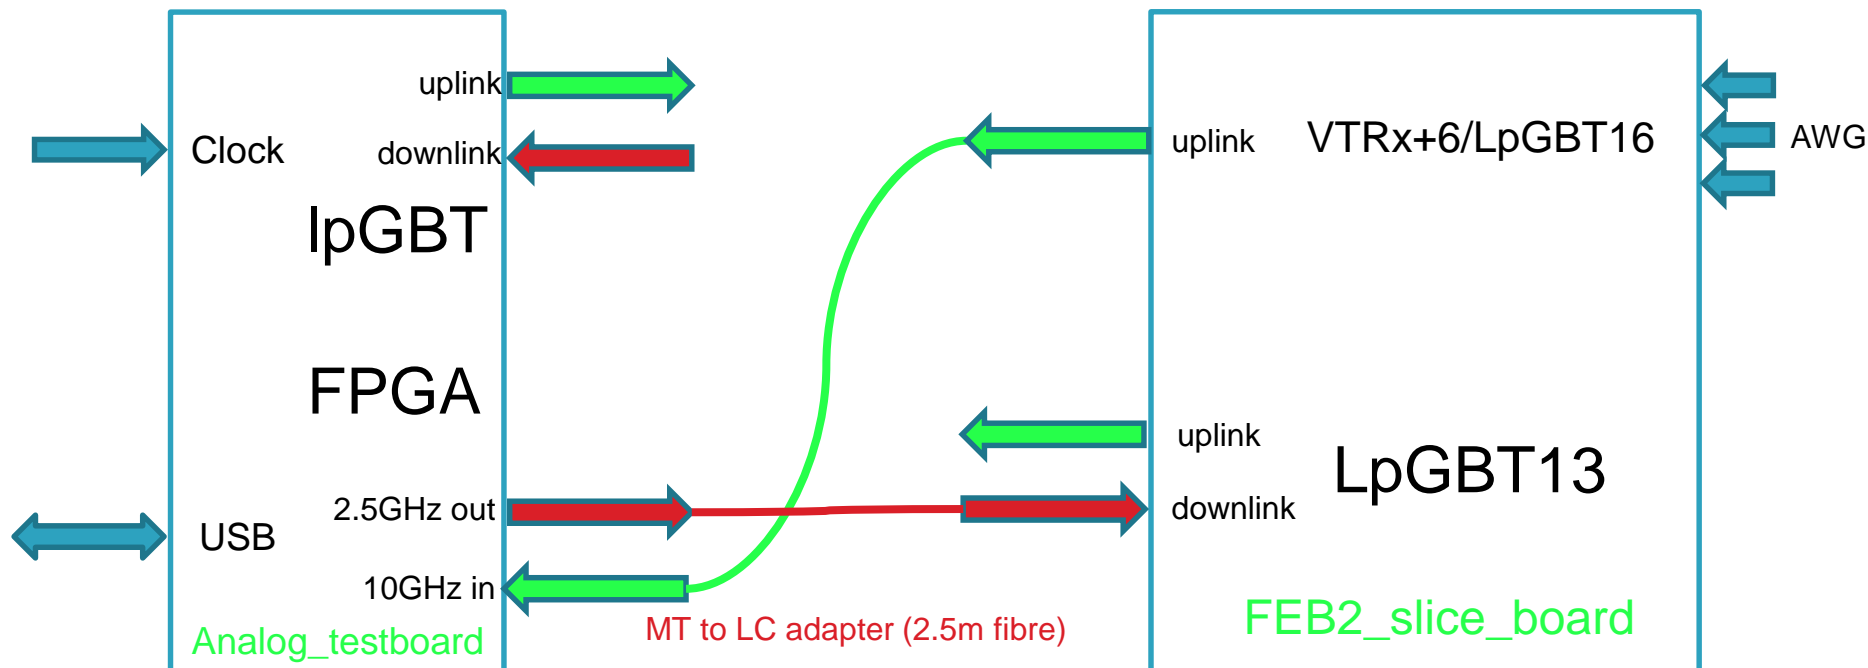 uplink
Clock
downlink
lpGBT
FPGA
2.5GHz out
USB
10GHz in
Analog_testboard
MT to LC adapter (2.5m fibre)
uplink
VTRx+6/LpGBT16
AWG
uplink
LpGBT13
downlink
FEB2_slice_board